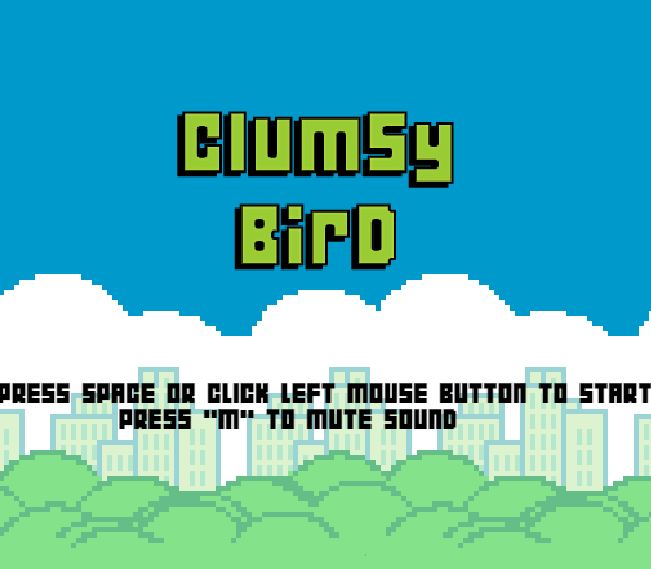 Clumsy
Bird
PRESS SPACE OR CLICK LEFT MOUSE BUTTON TO START
PRESS "M" TO MUTE SOUND